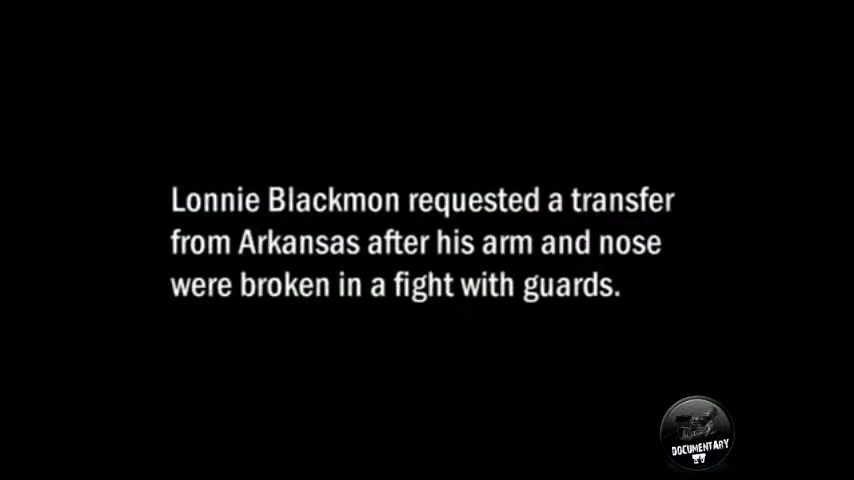 Lonnie Blackmon requested a transfer
from Arkansas after his arm and nose
were broken in a fight with guards.
DOCUMENTARY